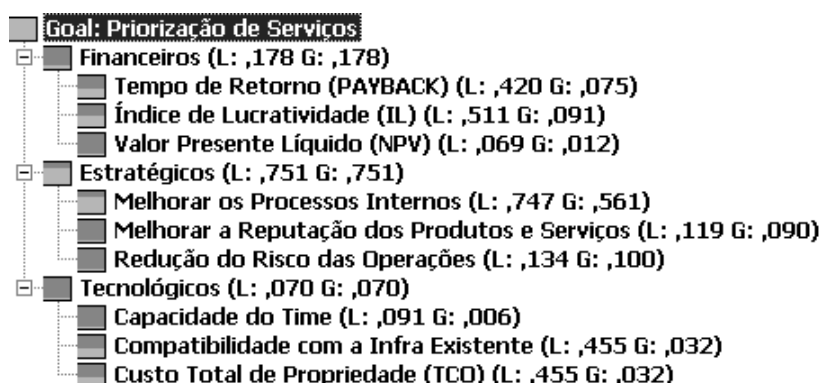 Goal: Priorização de Serviços
Financeiros (L: ,178 G: ,178)
Tempo de Retorno (PAYBACK) (L: ,420 G: ,075)
Índice de Lucratividade (IL) (L: ,511 G: ,091)
Valor Presente Líquido (NPV) (L: ,069 G: ,012)
Estratégicos (L: ,751 G: ,751)
Melhorar os Processos Internos (L: ,747 G: ,561)
Melhorar a Reputação dos Produtos e Serviços (L: ,119 G: ,090)
Redução do Risco das Operações (L: ,134 G: ,100)
Tecnológicos (L: ,070 G: ,070)
Capacidade do Time (L: ,091 G: ,006)
Compatibilidade com a Infra Existente (L: ,455 G: ,032)
Custo Total de Propriedade (TCO) (L: ,455 G: ,032)